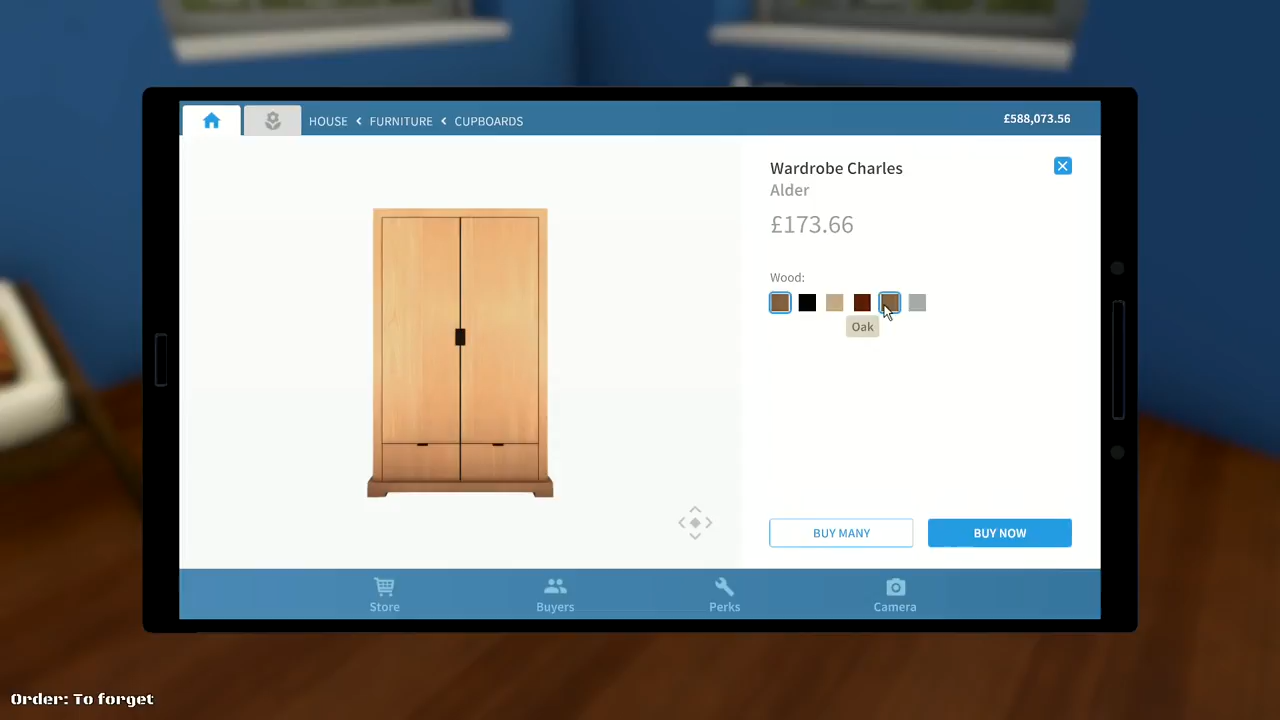 HOUSE < FURNITURE < CUPBOARDS
£588,073.56
Wardrobe Charles
Alder
£173.66
Wood:
Oak
BUY MANY
BUY NOW
Store
Buyers
Perks
Camera
Order: To forget